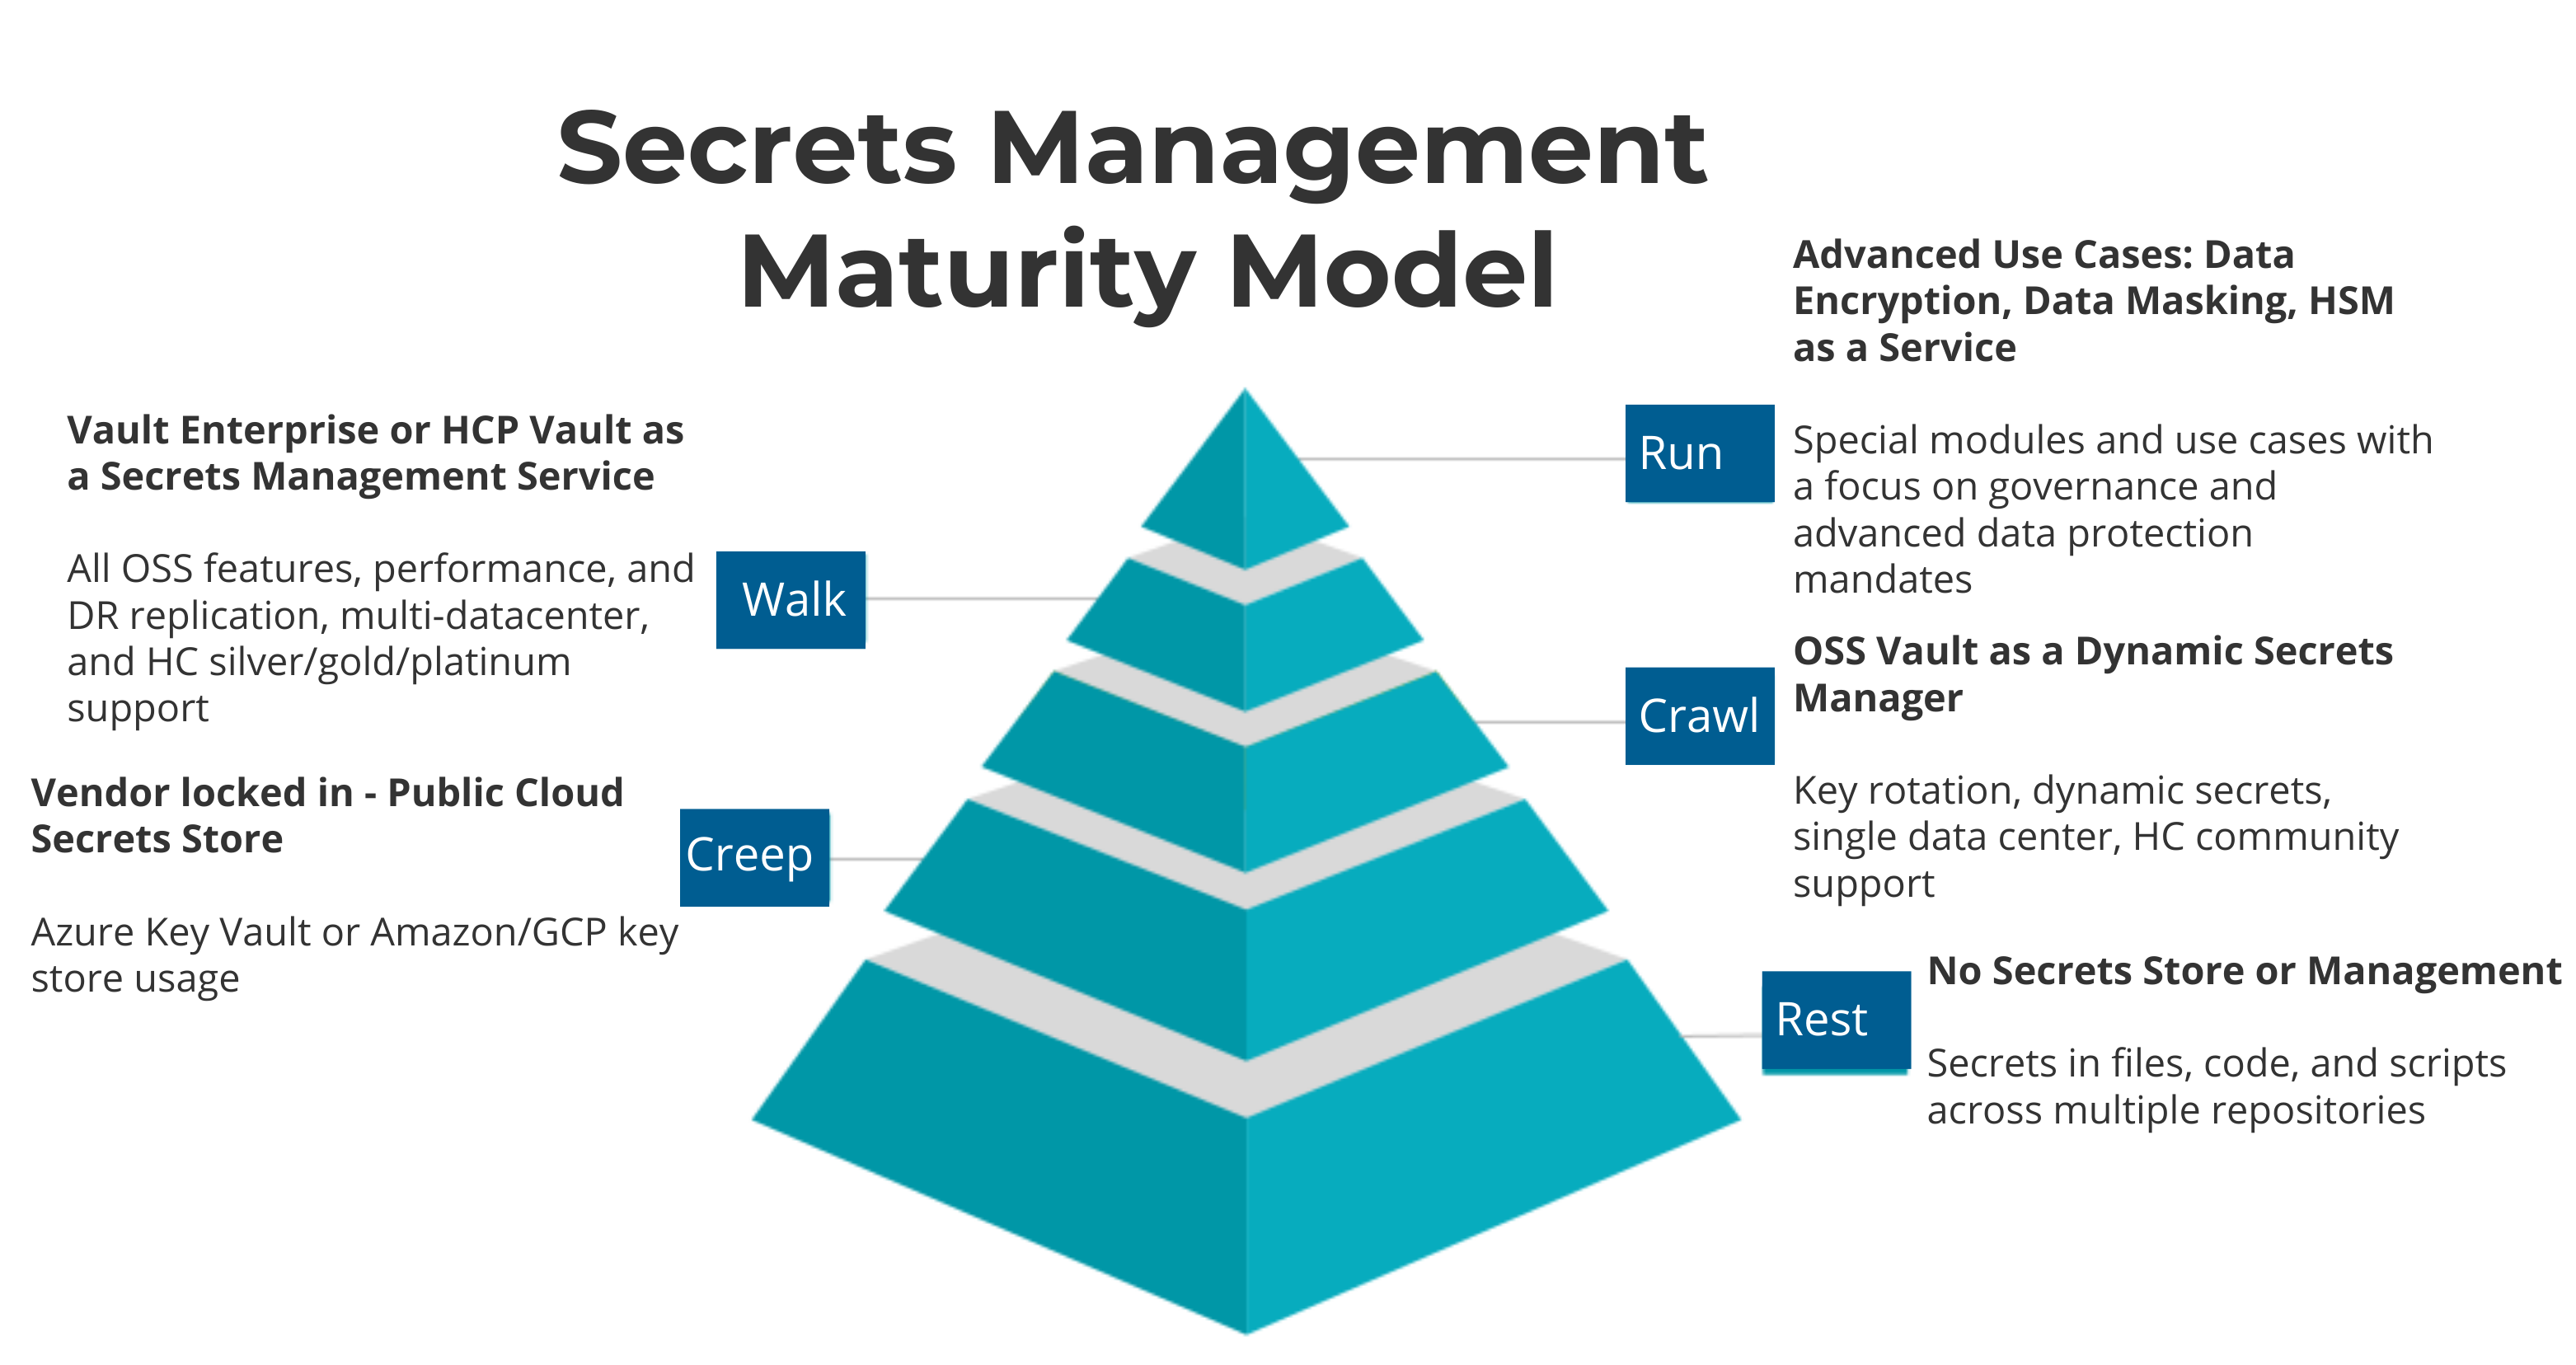 Secrets Management
Maturity Model
Advanced Use Cases: Data
Encryption, Data Masking, HSM
as a Service
Run
Special modules and use cases with
a focus on governance and
advanced data protection
mandates
Vault Enterprise or HCP Vault as
a Secrets Management Service
Walk
All OSS features, performance, and
DR replication, multi-datacenter,
and HC silver/gold/platinum
support
OSS Vault as a Dynamic Secrets
Manager
Crawl
Key rotation, dynamic secrets,
single data center, HC community
support
Vendor locked in - Public Cloud
Secrets Store
Creep
Azure Key Vault or Amazon/GCP key
store usage
No Secrets Store or Management
Rest
Secrets in files, code, and scripts
across multiple repositories